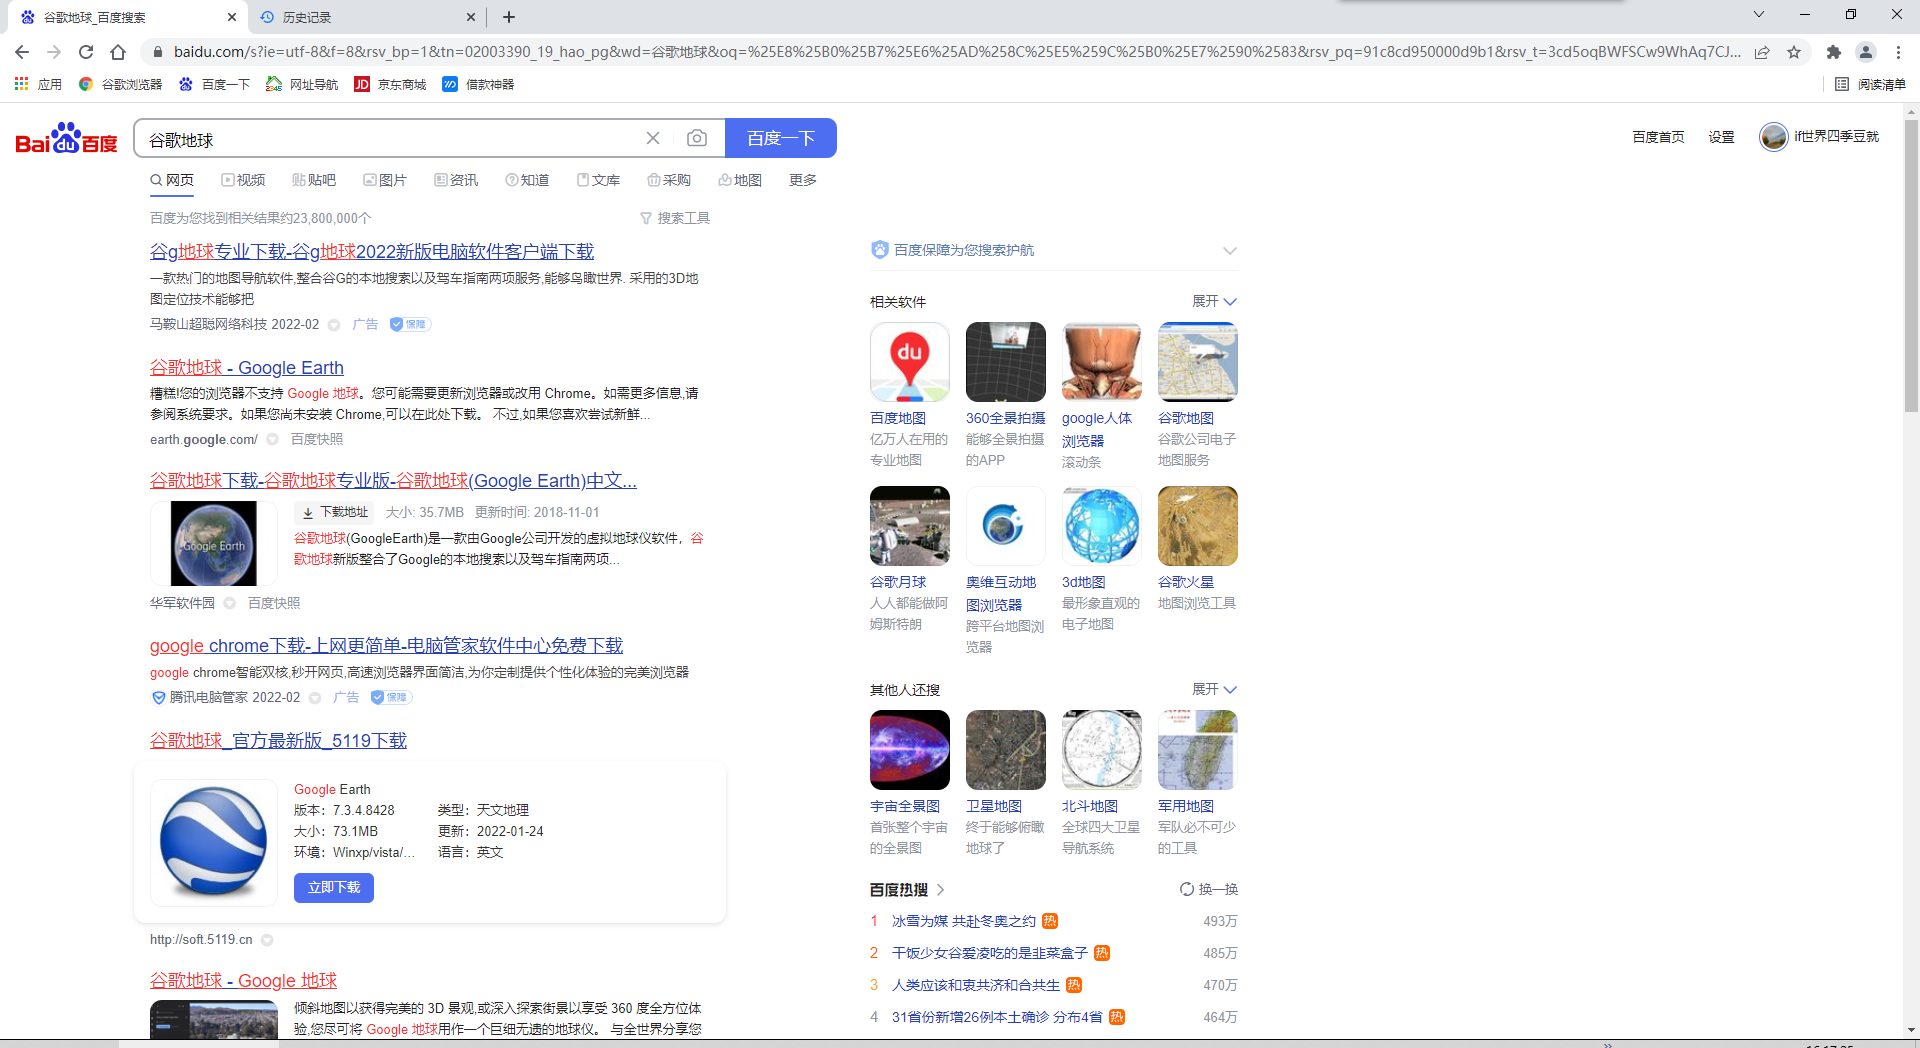 谷歌地球_百度搜索
历史记录
baidu.com/s?ie=utf-8&f=8&rsv_bp=1&tn=02003390_19_hao_pg&wd=谷歌地球&oq=%25E8%25B0%25B7%25E6%25AD%258C%25E5%259C%25B0%25E7%2590%2583&rsv_pq=91c8cd950000d9b1&rsv_t=3cd5oqBWFSCw9WhAq7CJ...
应用 谷歌浏览器 百度一下 网址导航 京东商城 借款神器 阅读清单
Baidu百度 谷歌地球 百度一下 百度首页 设置 if世界四季豆就
网页 视频 贴吧 图片 资讯 知道 文库 采购 地图 更多
百度为您找到相关结果约23,800,000个 搜索工具
谷g地球专业下载-谷g地球2022新版电脑软件客户端下载
一款热门的地图导航软件,整合谷G的本地搜索以及驾车指南两项服务,能够鸟瞰世界. 采用的3D地
图定位技术能够把
马鞍山超聪网络科技 2022-02 广告 保障
谷歌地球 - Google Earth
糟糕!您的浏览器不支持 Google 地球。您可能需要更新浏览器或改用 Chrome。如需更多信息,请
参阅系统要求。如果您尚未安装 Chrome,可以在此处下载。 不过,如果您喜欢尝试新鲜...
earth.google.com/ 百度快照
谷歌地球下载-谷歌地球专业版-谷歌地球(Google Earth)中文...
Google Earth
下载地址 大小: 35.7MB 更新时间: 2018-11-01
谷歌地球(GoogleEarth)是一款由Google公司开发的虚拟地球仪软件，谷
歌地球新版整合了Google的本地搜索以及驾车指南两项...
华军软件园 百度快照
google chrome下载-上网更简单-电脑管家软件中心免费下载
google chrome智能双核,秒开网页,高速浏览器界面简洁,为你定制提供个性化体验的完美浏览器
腾讯电脑管家 2022-02 广告 保障
谷歌地球_官方最新版_5119下载
Google Earth
版本：7.3.4.8428 类型：天文地理
大小：73.1MB 更新：2022-01-24
环境：Winxp/vista/... 语言：英文
立即下载
http://soft.5119.cn
谷歌地球 - Google 地球
倾斜地图以获得完美的 3D 景观,或深入探索街景以享受 360 度全方位体
验,您尽可将 Google 地球用作一个巨细无遗的地球仪。 与全世界分享您
百度保障为您搜索护航
相关软件 展开
du
百度地图 360全景拍摄 google人体 谷歌地图
亿万人在用的 能够全景拍摄 浏览器 谷歌公司电子
专业地图 的APP 滚动条 地图服务
谷歌月球 奥维互动地 3d地图 谷歌火星
人人都能做阿 图浏览器 最形象直观的 地图浏览工具
姆斯特朗 跨平台地图浏 电子地图
览器
其他人还搜 展开
宇宙全景图 卫星地图 北斗地图 军用地图
首张整个宇宙 终于能够俯瞰 全球四大卫星 军队必不可少
的全景图 地球了 导航系统 的工具
百度热搜 换一换
1 冰雪为媒 共赴冬奥之约 热 493万
2 干饭少女谷爱凌吃的是韭菜盒子 热 485万
3 人类应该和衷共济和合共生 热 470万
4 31省份新增26例本土确诊 分布4省 热 464万